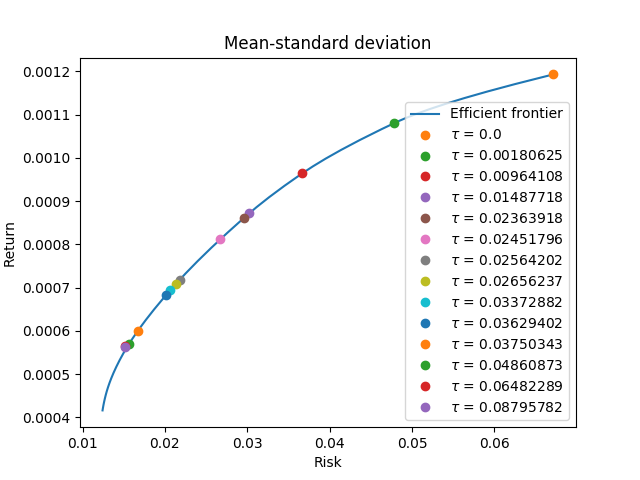 Mean-standard deviation
0.0012
0.0011
0.0010
0.0009
0.0008
0.0007
0.0006
0.0005
0.0004
Return
0.01
0.02
0.03
0.04
0.05
0.06
Risk
Efficient frontier
τ = 0.0
τ = 0.00180625
τ = 0.00964108
τ = 0.01487718
τ = 0.02363918
τ = 0.02451796
τ = 0.02564202
τ = 0.02656237
τ = 0.03372882
τ = 0.03629402
τ = 0.03750343
τ = 0.04860873
τ = 0.06482289
τ = 0.08795782